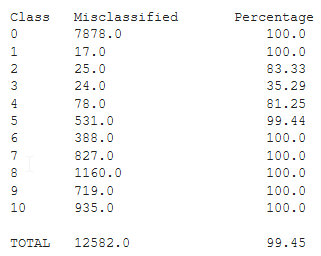 Class Misclassified Percentage
0 7878.0 100.0
1 17.0 100.0
2 25.0 83.33
3 24.0 35.29
4 78.0 81.25
5 531.0 99.44
6 388.0 100.0
7 827.0 100.0
8 1160.0 100.0
9 719.0 100.0
10 935.0 100.0
TOTAL 12582.0 99.45